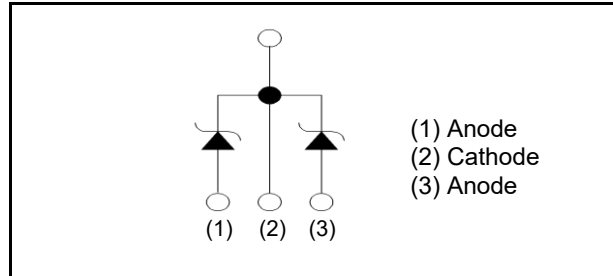 (1) Anode
(2) Cathode
(3) Anode
(1) (2) (3)